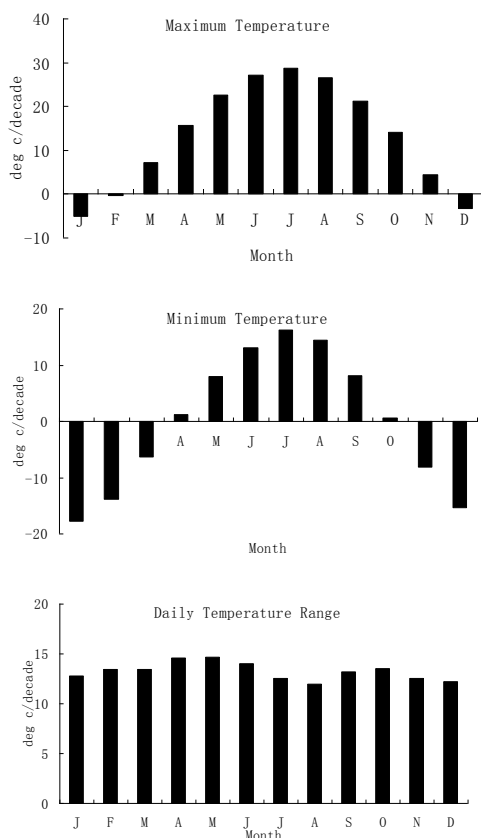 Maximum Temperature
40
30
20
10
0
-10
deg c/decade
J F M A M J J A S O N D
Month
Minimum Temperature
20
10
0
-10
-20
deg c/decade
A M J J A S O
Month
Daily Temperature Range
20
15
10
5
0
deg c/decade
J F M A M J J A S O N D
Month